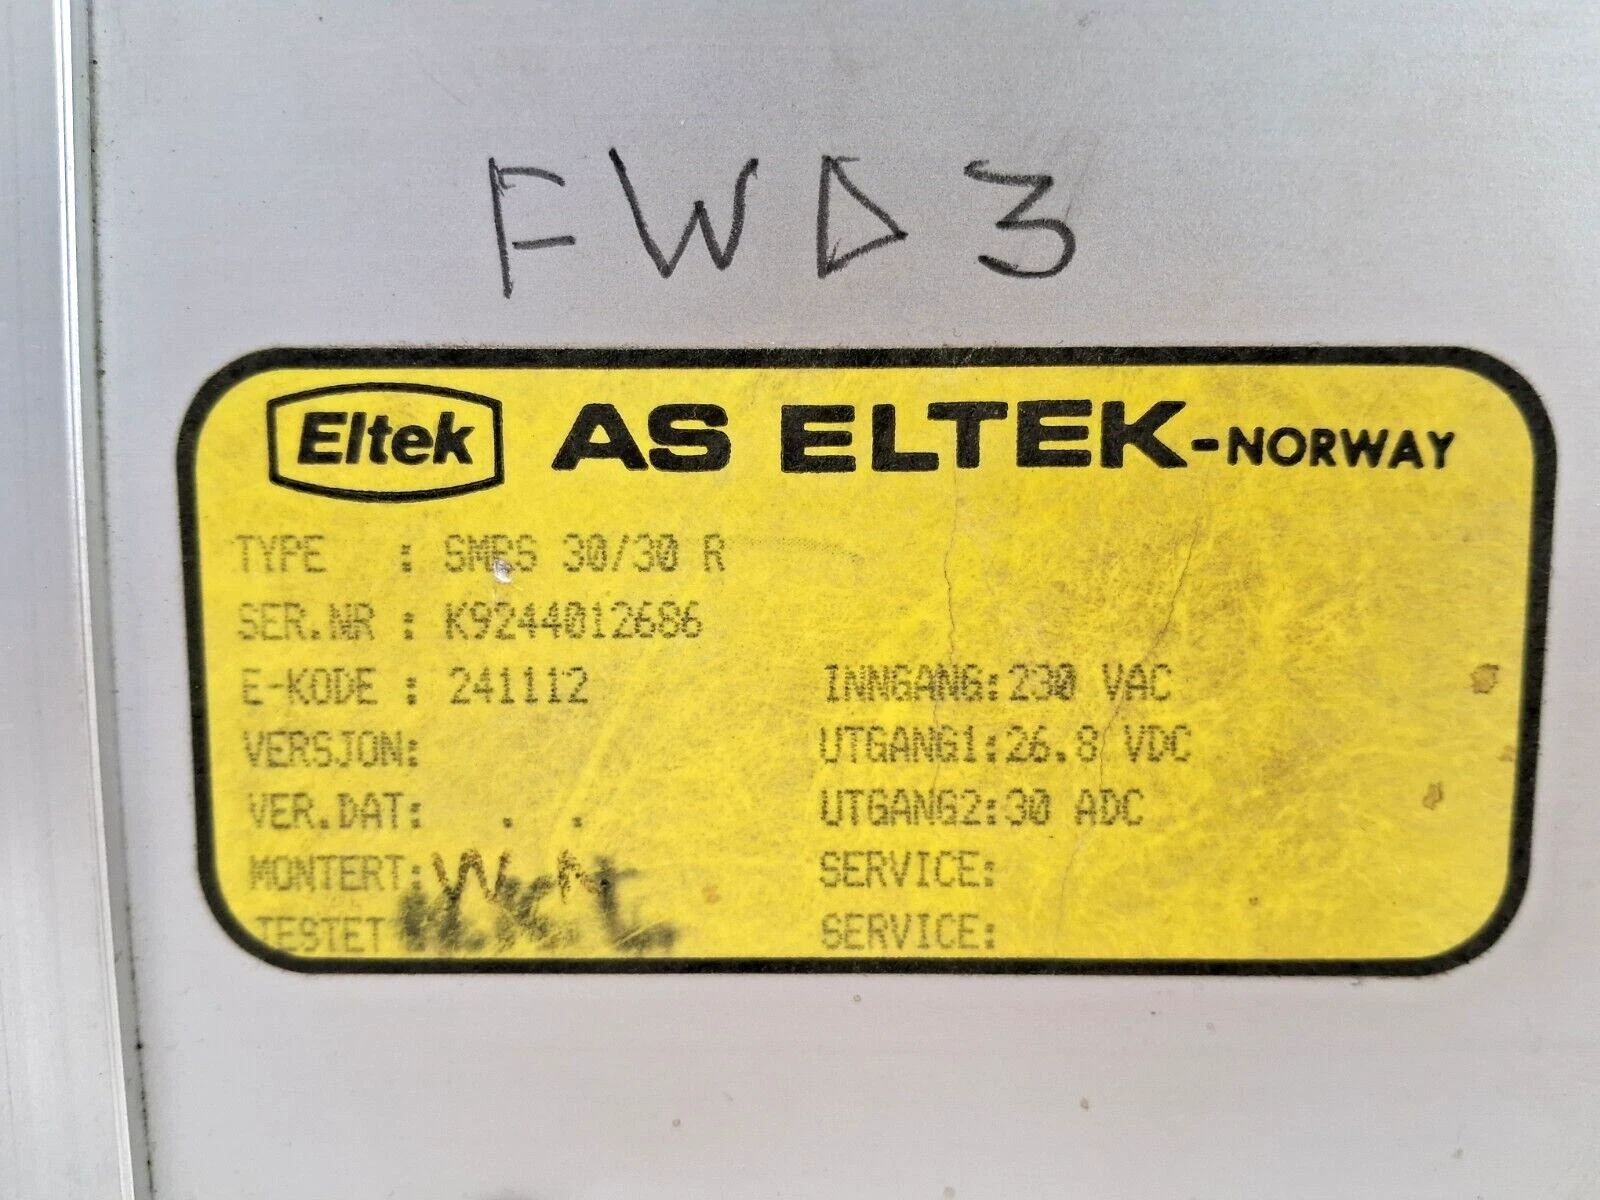 FWD 3
Eltek AS ELTEK-NORWAY
TYPE : SMPS 30/30 R
SER.NR : K9244012686
E-KODE : 241112
INNGANG:230 VAC
VERSJON:
UTGANG1:26.8 VDC
VER.DAT: . .
UTGANG2:30 ADC
MONTERT:
SERVICE:
TESTET :
SERVICE: